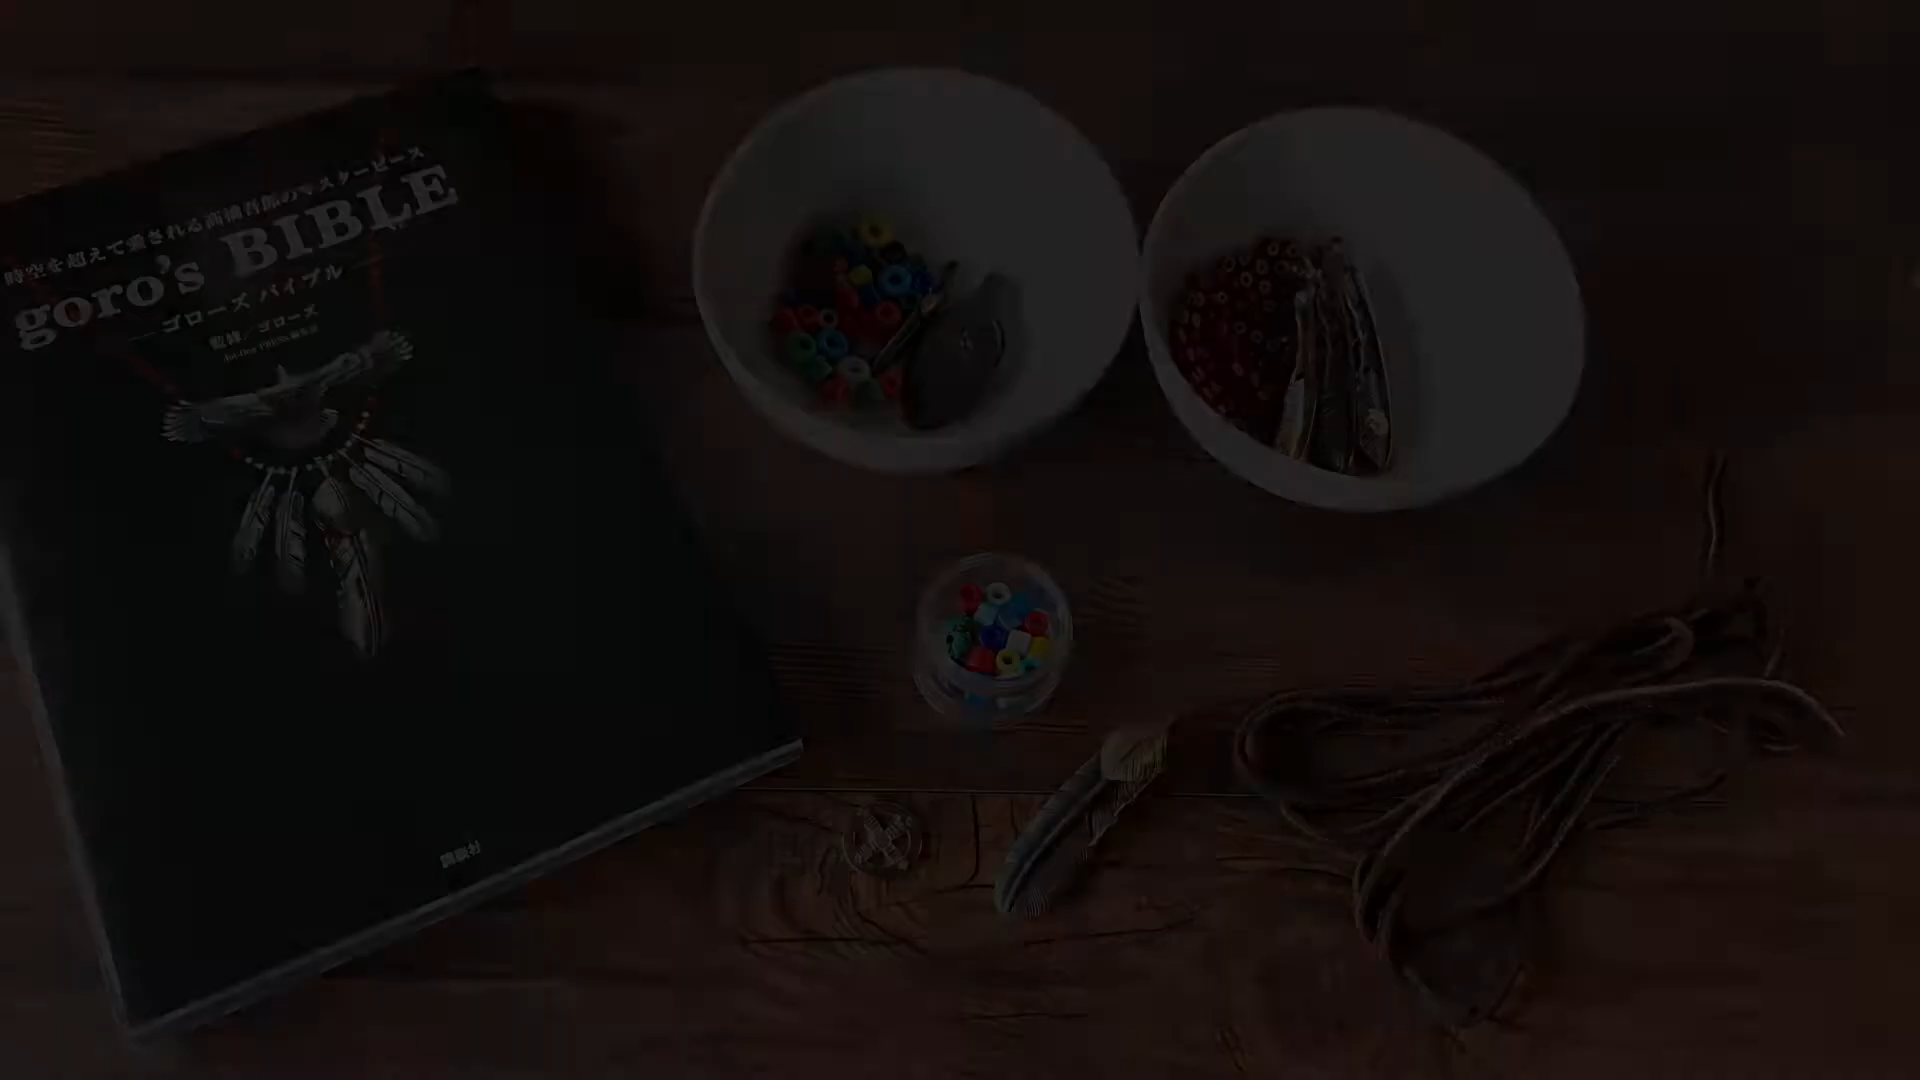 時空を超えて愛される高橋吾郎のマスターピース
goro's BIBLE
ゴローズ バイブル
監修/ゴローズ
講談社